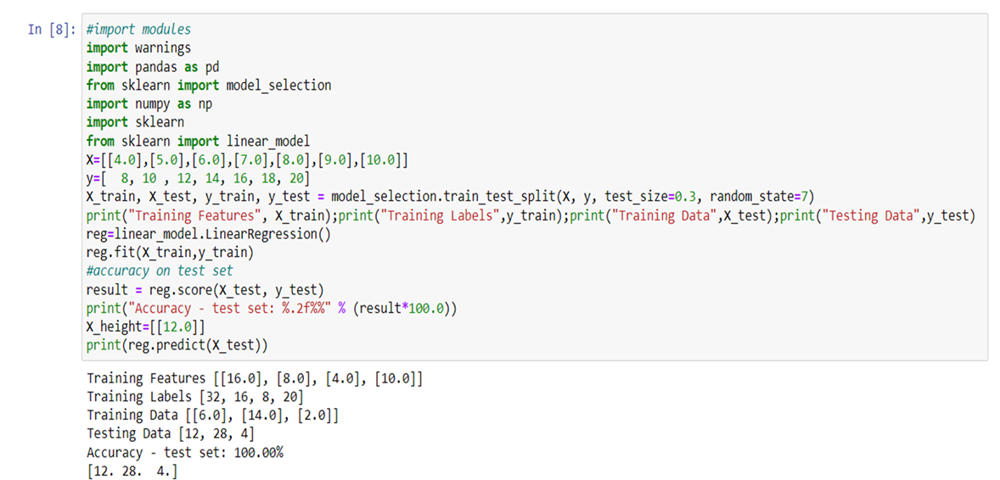 In [8]: #import modules
import warnings
import pandas as pd
from sklearn import model_selection
import numpy as np
import sklearn
from sklearn import linear_model
X=[[4.0],[5.0],[6.0],[7.0],[8.0],[9.0],[10.0]]
y=[  8, 10 , 12, 14, 16, 18, 20]
X_train, X_test, y_train, y_test = model_selection.train_test_split(X, y, test_size=0.3, random_state=7)
print("Training Features", X_train);print("Training Labels",y_train);print("Training Data",X_test);print("Testing Data",y_test)
reg=linear_model.LinearRegression()
reg.fit(X_train,y_train)
#accuracy on test set
result = reg.score(X_test, y_test)
print("Accuracy - test set: %.2f%%" % (result*100.0))
X_height=[[12.0]]
print(reg.predict(X_test))
Training Features [[16.0], [8.0], [4.0], [10.0]]
Training Labels [32, 16, 8, 20]
Training Data [[6.0], [14.0], [2.0]]
Testing Data [12, 28, 4]
Accuracy - test set: 100.00%
[12. 28.  4.]